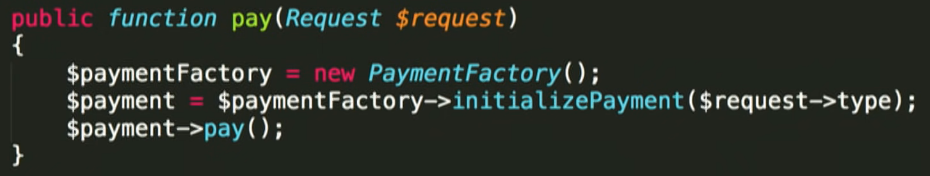 public function pay(Request $request)
{
    $paymentFactory = new PaymentFactory();
    $payment = $paymentFactory->initializePayment($request->type);
    $payment->pay();
}